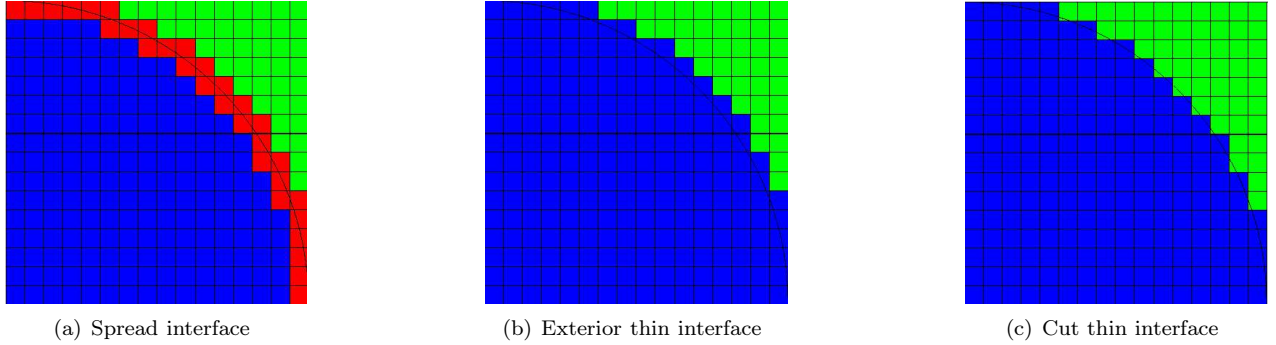 (a) Spread interface
(b) Exterior thin interface
(c) Cut thin interface